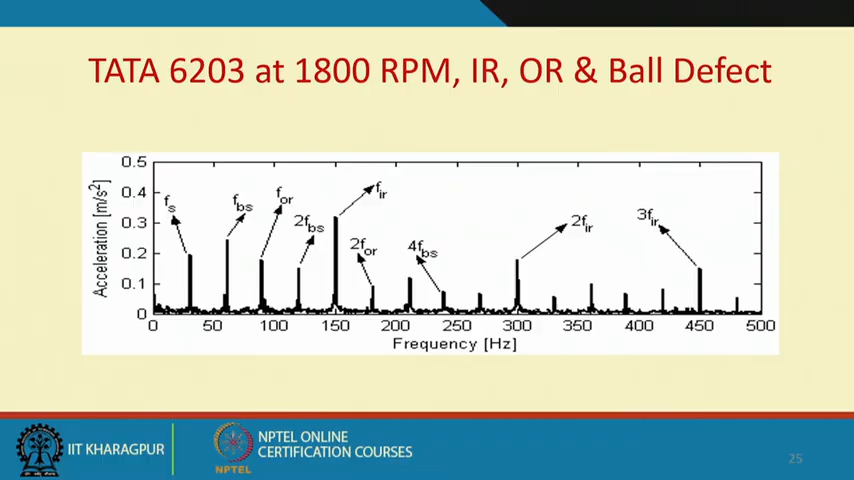 TATA 6203 at 1800 RPM, IR, OR & Ball Defect
Acceleration [m/s²]
0.5
0.4
0.3
0.2
0.1
0
fs
fbs
for
2fbs
fir
2for
4fbs
2fir
3fir
0 50 100 150 200 250 300 350 400 450 500
Frequency [Hz]
IIT KHARAGPUR
NPTEL
NPTEL ONLINE
CERTIFICATION COURSES
25